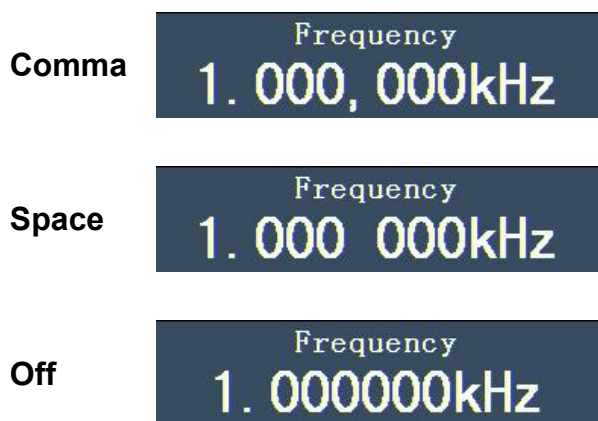 Comma
Frequency
1. 000, 000kHz
Space
Frequency
1. 000 000kHz
Off
Frequency
1. 000000kHz